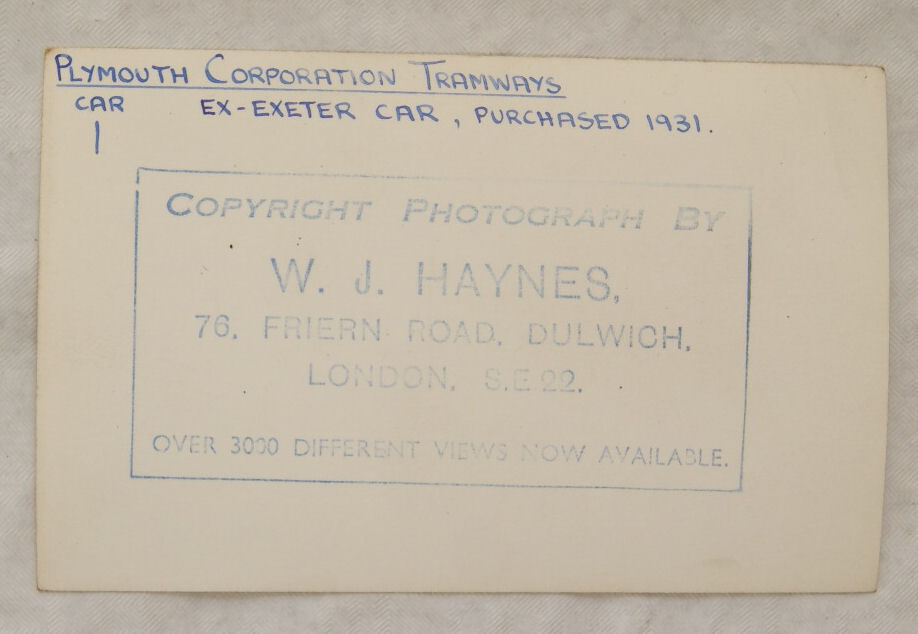 PLYMOUTH CORPORATION TRAMWAYS
CAR EX-EXETER CAR, PURCHASED 1931.
1
COPYRIGHT PHOTOGRAPH BY
W. J. HAYNES,
76, FRIERN ROAD, DULWICH,
LONDON, S.E 22.
OVER 3000 DIFFERENT VIEWS NOW AVAILABLE.